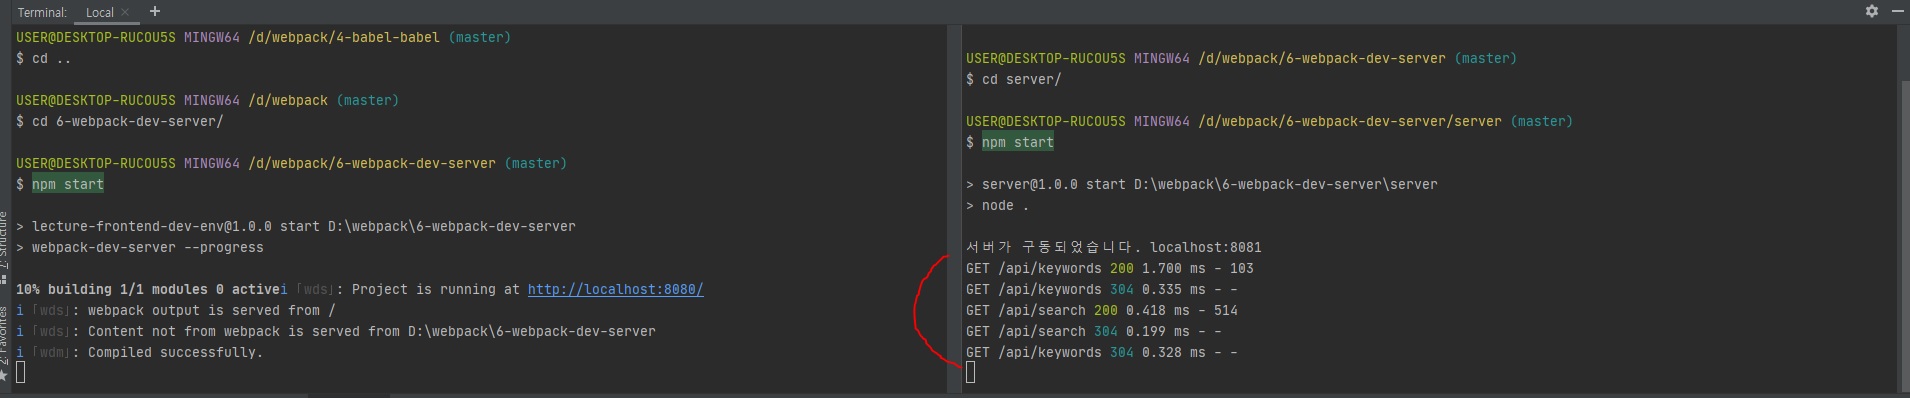 Terminal: Local × +
USER@DESKTOP-RUCOU5S MINGW64 /d/webpack/4-babel-babel (master)
$ cd ..
USER@DESKTOP-RUCOU5S MINGW64 /d/webpack (master)
$ cd 6-webpack-dev-server/
USER@DESKTOP-RUCOU5S MINGW64 /d/webpack/6-webpack-dev-server (master)
$ npm start
> lecture-frontend-dev-env@1.0.0 start D:\webpack\6-webpack-dev-server
> webpack-dev-server --progress
10% building 1/1 modules 0 activei ｢wds｣: Project is running at http://localhost:8080/
i ｢wds｣: webpack output is served from /
i ｢wds｣: Content not from webpack is served from D:\webpack\6-webpack-dev-server
i ｢wdm｣: Compiled successfully.
USER@DESKTOP-RUCOU5S MINGW64 /d/webpack/6-webpack-dev-server (master)
$ cd server/
USER@DESKTOP-RUCOU5S MINGW64 /d/webpack/6-webpack-dev-server/server (master)
$ npm start
> server@1.0.0 start D:\webpack\6-webpack-dev-server\server
> node .
서버가 구동되었습니다. localhost:8081
GET /api/keywords 200 1.700 ms - 103
GET /api/keywords 304 0.335 ms - -
GET /api/search 200 0.418 ms - 514
GET /api/search 304 0.199 ms - -
GET /api/keywords 304 0.328 ms - -
Z: Structure
2: Favorites